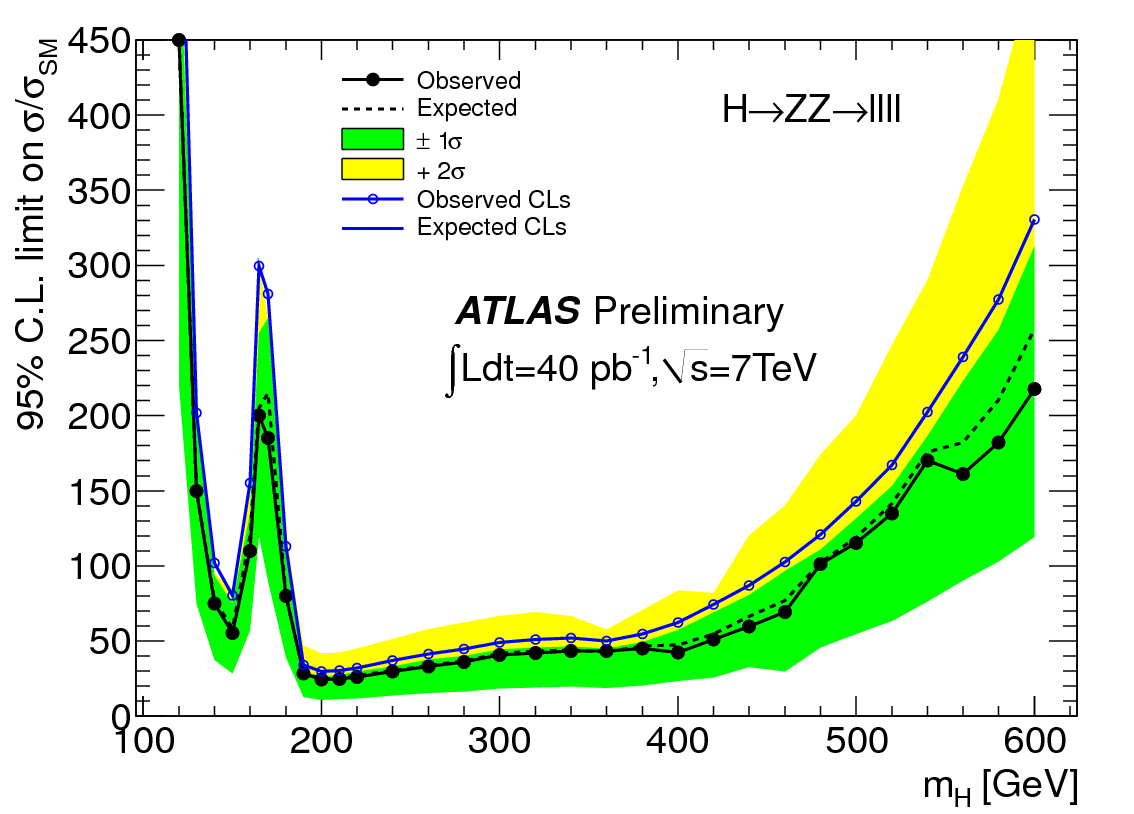 95% C.L. limit on σ/σSM
450
400
350
300
250
200
150
100
50
0
Observed
Expected
± 1σ
+ 2σ
Observed CLs
Expected CLs
H→ZZ→llll
ATLAS Preliminary
∫Ldt=40 pb-1,√s=7TeV
100 200 300 400 500 600
mH [GeV]